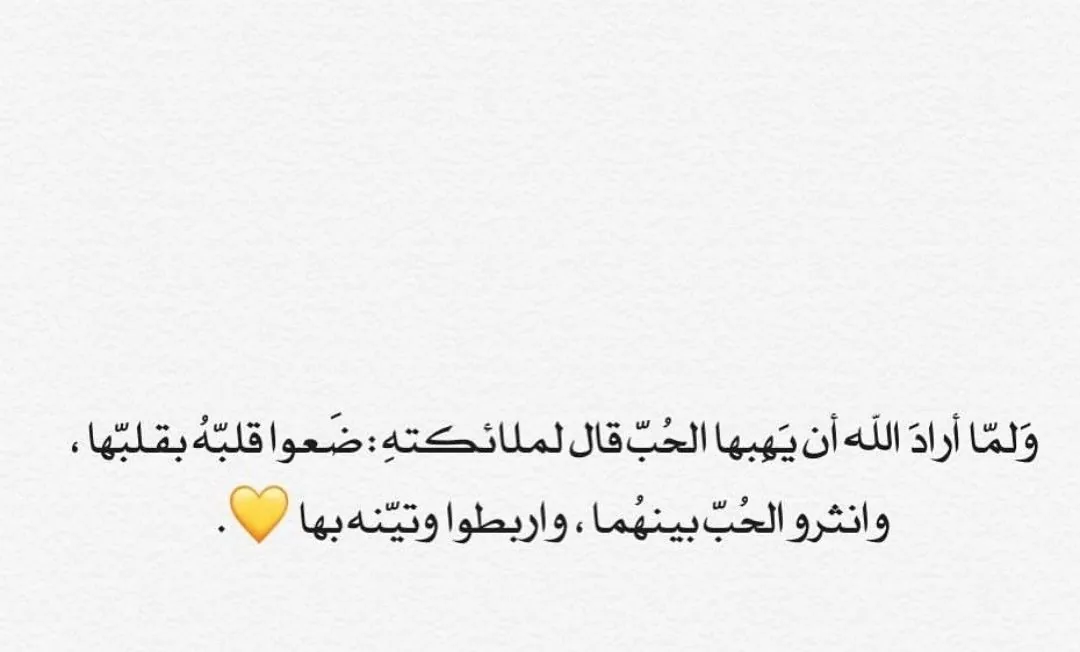 وَلمّا أرادَ اللّه أن يَهِبها الحُبّ قال لملائكتهِ : ضَعوا قلبّهُ بقلبّها ،
وانثرو الحُبّ بينهُما ، واربطوا وتيّنه بها 💛 .